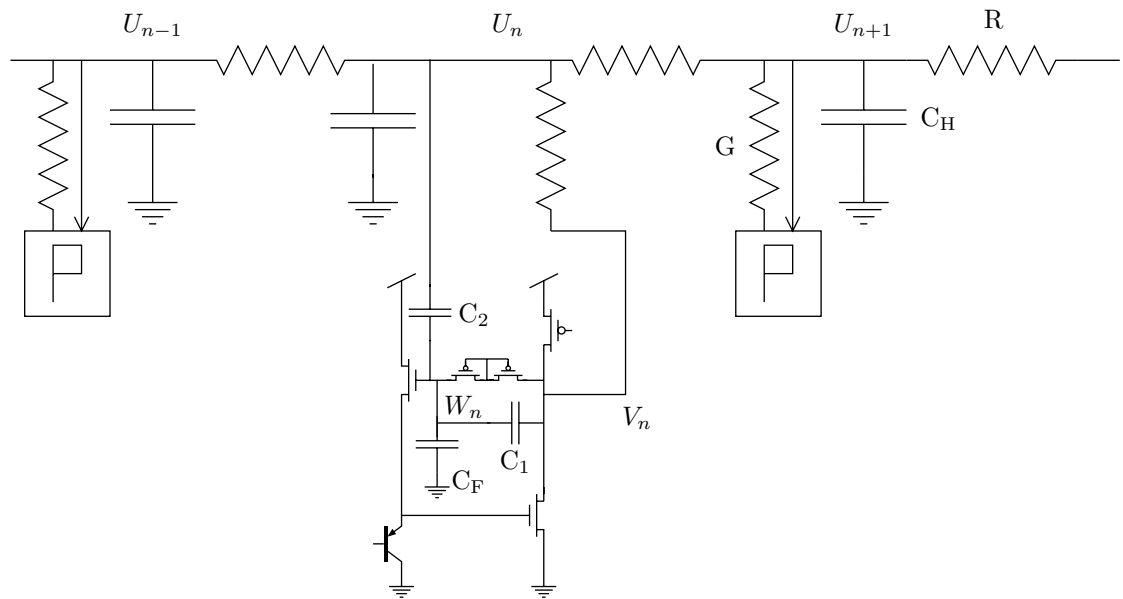 U_{n-1}
U_n
U_{n+1}
R
C_H
G
C_2
W_n
V_n
C_1
C_F